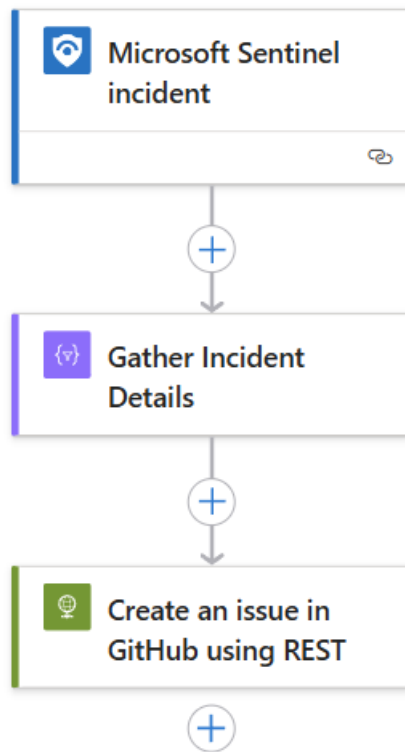 Microsoft Sentinel
incident
Gather Incident
Details
Create an issue in
GitHub using REST